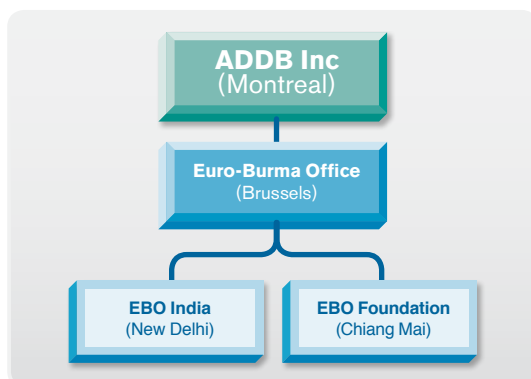 ADDB Inc
(Montreal)
Euro-Burma Office
(Brussels)
EBO India
(New Delhi)
EBO Foundation
(Chiang Mai)